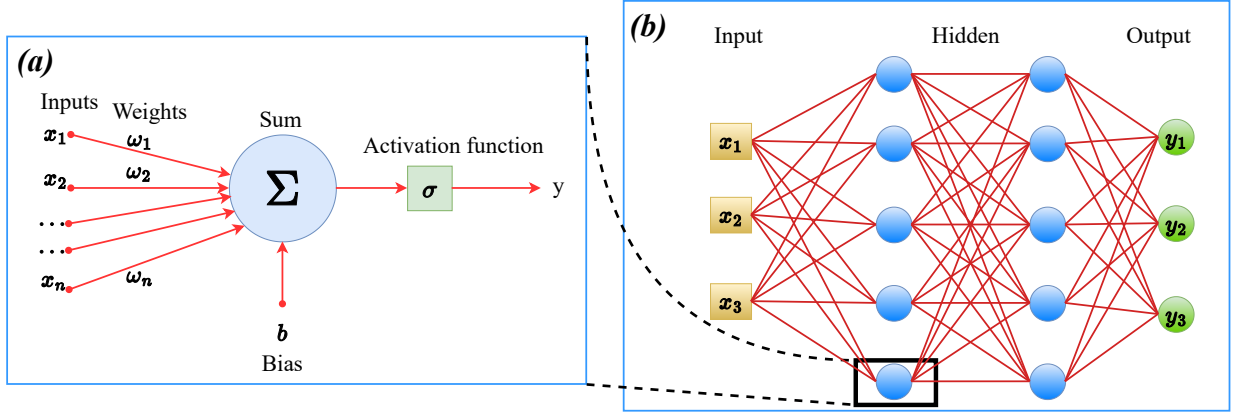 (a)
Inputs
Weights
Sum
Activation function
x1
ω1
x2
ω2
Σ
σ
y
...
...
xn
ωn
b
Bias
(b)
Input
Hidden
Output
x1
y1
x2
y2
x3
y3